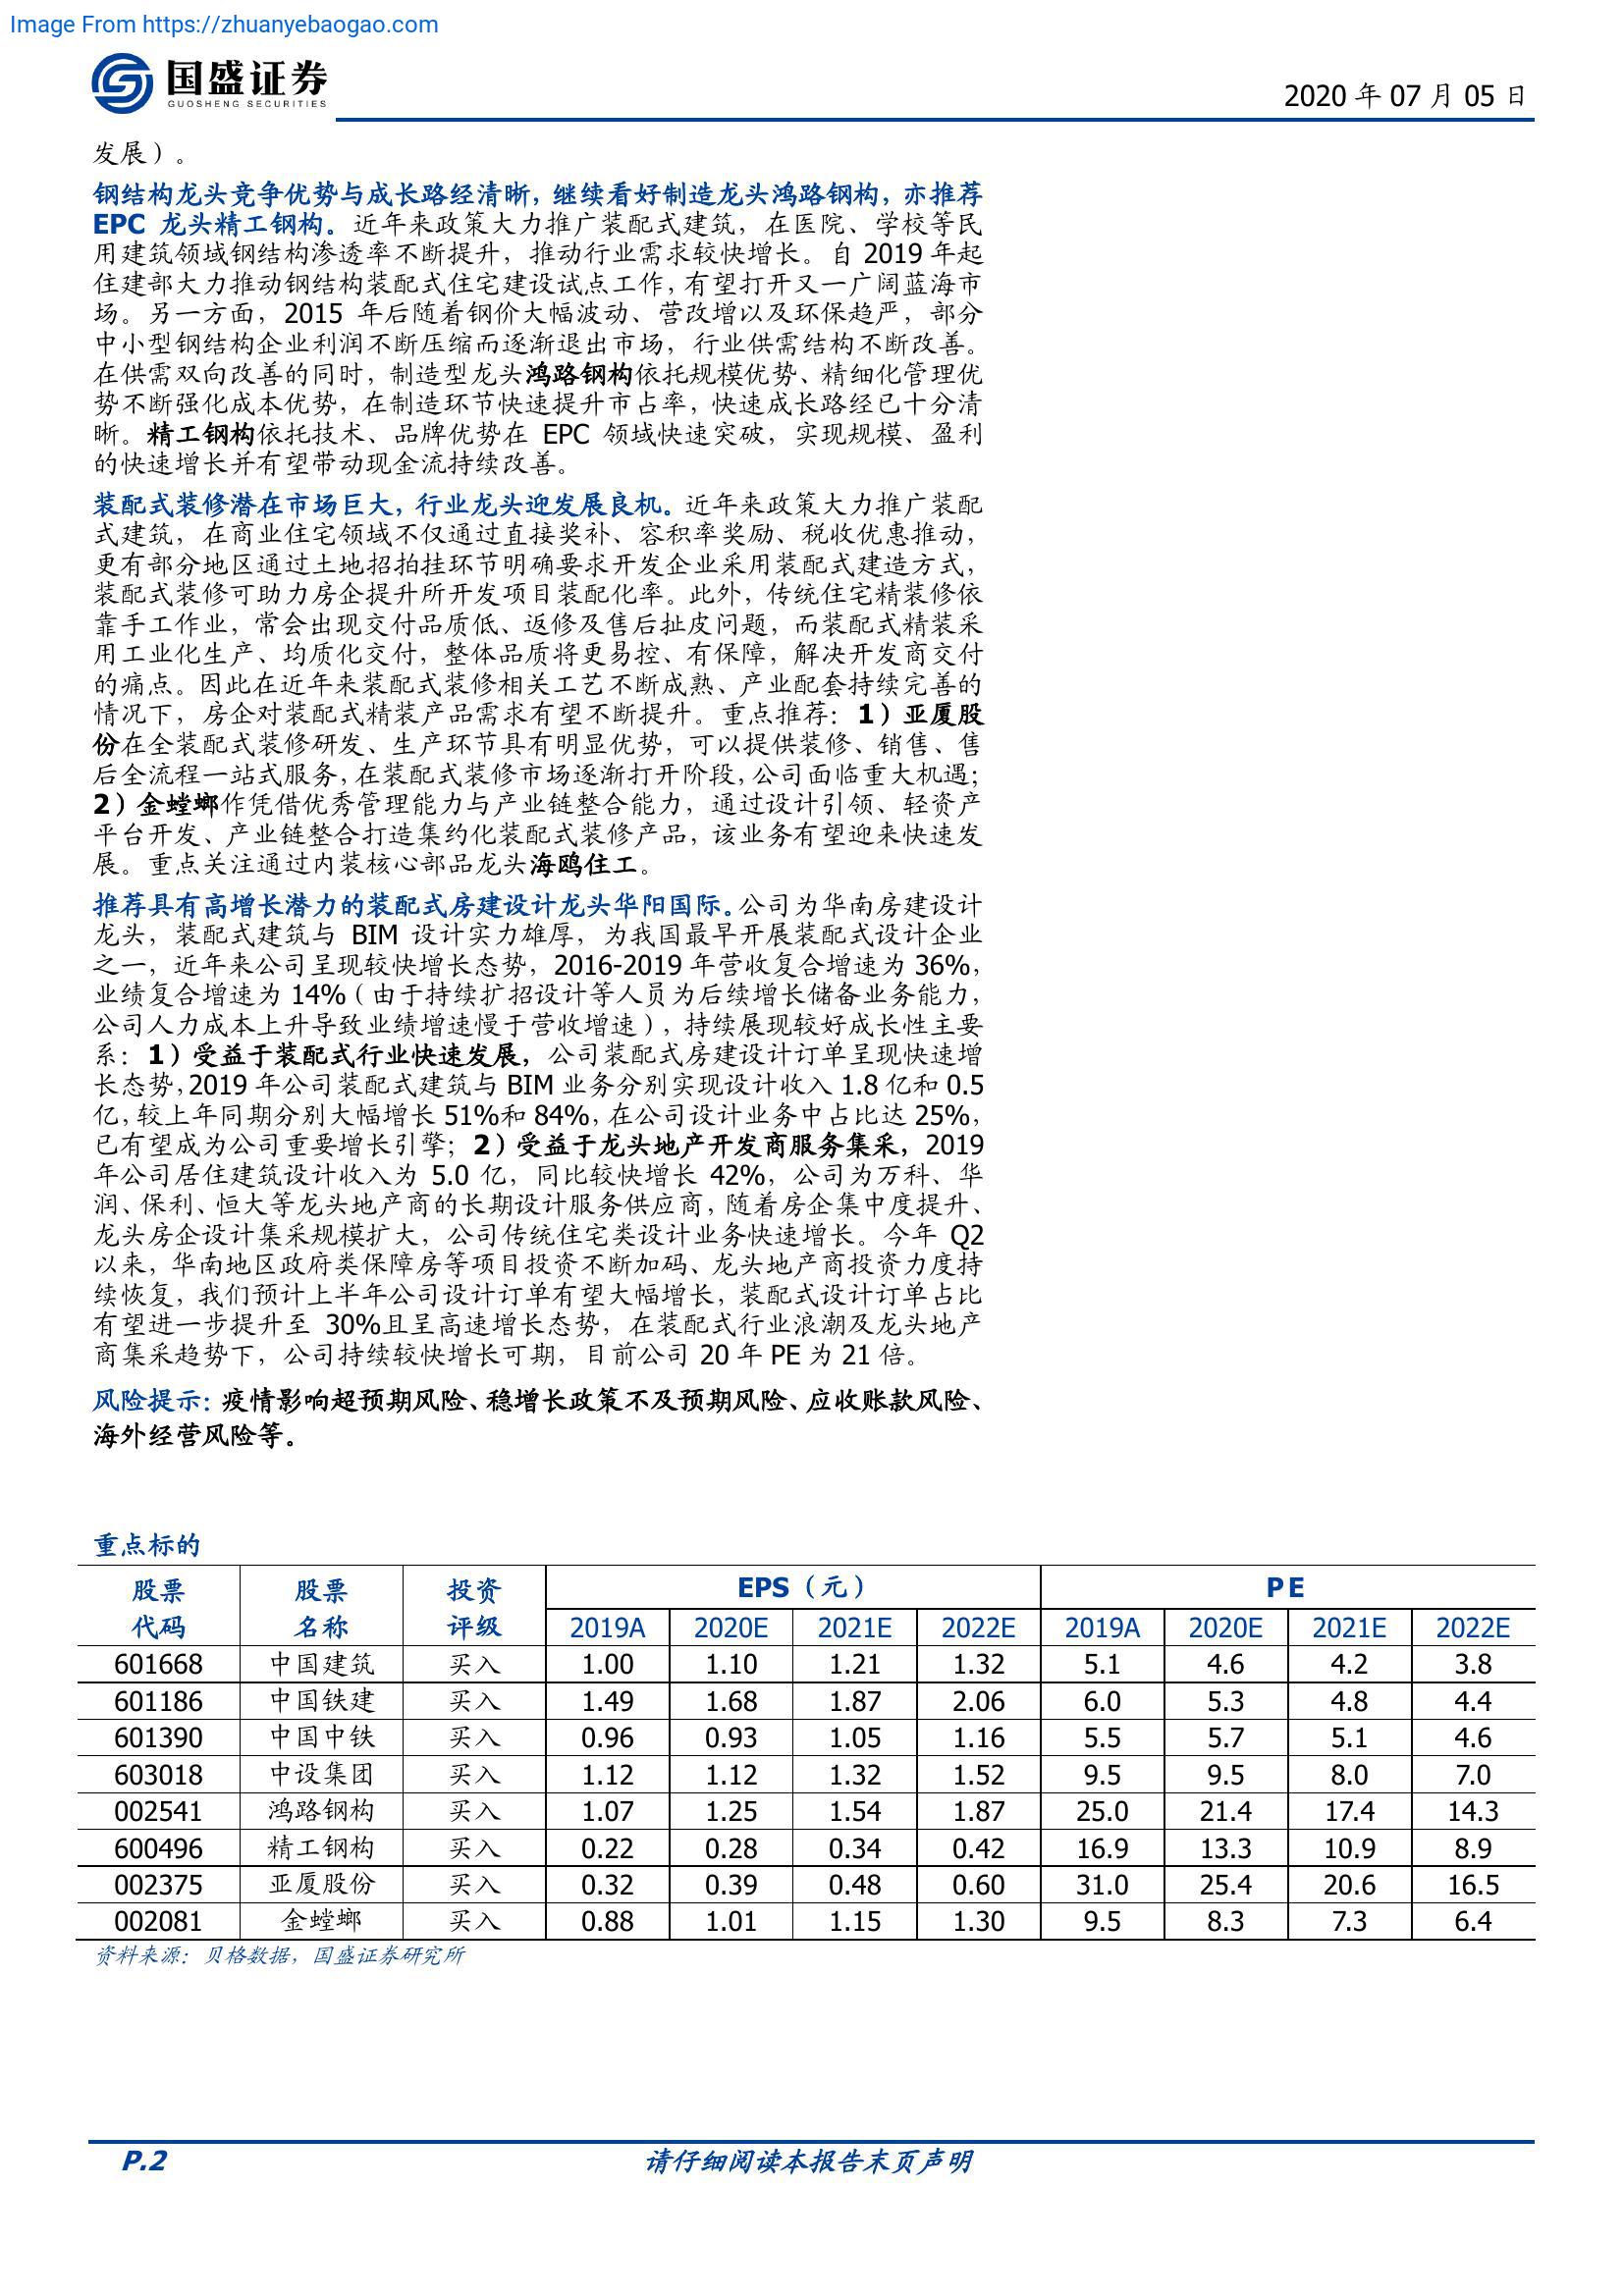 Image From https://zhuanyebaogao.com
国盛证券
GUOSHENG SECURITIES
2020 年 07 月 05 日
发展）。
钢结构龙头竞争优势与成长路经清晰，继续看好制造龙头鸿路钢构，亦推荐
EPC 龙头精工钢构。近年来政策大力推广装配式建筑，在医院、学校等民
用建筑领域钢结构渗透率不断提升，推动行业需求较快增长。自 2019 年起
住建部大力推动钢结构装配式住宅建设试点工作，有望打开又一广阔蓝海市
场。另一方面，2015 年后随着钢价大幅波动、营改增以及环保趋严，部分
中小型钢结构企业利润不断压缩而逐渐退出市场，行业供需结构不断改善。
在供需双向改善的同时，制造型龙头鸿路钢构依托规模优势、精细化管理优
势不断强化成本优势，在制造环节快速提升市占率，快速成长路经已十分清
晰。精工钢构依托技术、品牌优势在 EPC 领域快速突破，实现规模、盈利
的快速增长并有望带动现金流持续改善。
装配式装修潜在市场巨大，行业龙头迎发展良机。近年来政策大力推广装配
式建筑，在商业住宅领域不仅通过直接奖补、容积率奖励、税收优惠推动，
更有部分地区通过土地招拍挂环节明确要求开发企业采用装配式建造方式，
装配式装修可助力房企提升所开发项目装配化率。此外，传统住宅精装修依
靠手工作业，常会出现交付品质低、返修及售后扯皮问题，而装配式精装采
用工业化生产、均质化交付，整体品质将更易控、有保障，解决开发商交付
的痛点。因此在近年来装配式装修相关工艺不断成熟、产业配套持续完善的
情况下，房企对装配式精装产品需求有望不断提升。重点推荐：1）亚厦股
份在全装配式装修研发、生产环节具有明显优势，可以提供装修、销售、售
后全流程一站式服务，在装配式装修市场逐渐打开阶段，公司面临重大机遇；
2）金螳螂作凭借优秀管理能力与产业链整合能力，通过设计引领、轻资产
平台开发、产业链整合打造集约化装配式装修产品，该业务有望迎来快速发
展。重点关注通过内装核心部品龙头海鸥住工。
推荐具有高增长潜力的装配式房建设计龙头华阳国际。公司为华南房建设计
龙头，装配式建筑与 BIM 设计实力雄厚，为我国最早开展装配式设计企业
之一，近年来公司呈现较快增长态势，2016-2019 年营收复合增速为 36%，
业绩复合增速为 14%（由于持续扩招设计等人员为后续增长储备业务能力，
公司人力成本上升导致业绩增速慢于营收增速），持续展现较好成长性主要
系：1）受益于装配式行业快速发展，公司装配式房建设计订单呈现快速增
长态势，2019 年公司装配式建筑与 BIM 业务分别实现设计收入 1.8 亿和 0.5
亿，较上年同期分别大幅增长 51%和 84%，在公司设计业务中占比达 25%，
已有望成为公司重要增长引擎；2）受益于龙头地产开发商服务集采，2019
年公司居住建筑设计收入为 5.0 亿，同比较快增长 42%，公司为万科、华
润、保利、恒大等龙头地产商的长期设计服务供应商，随着房企集中度提升、
龙头房企设计集采规模扩大，公司传统住宅类设计业务快速增长。今年 Q2
以来，华南地区政府类保障房等项目投资不断加码、龙头地产商投资力度持
续恢复，我们预计上半年公司设计订单有望大幅增长，装配式设计订单占比
有望进一步提升至 30%且呈高速增长态势，在装配式行业浪潮及龙头地产
商集采趋势下，公司持续较快增长可期，目前公司 20 年 PE 为 21 倍。
风险提示：疫情影响超预期风险、稳增长政策不及预期风险、应收账款风险、
海外经营风险等。
重点标的
股票 股票 投资 EPS（元） PE
代码 名称 评级 2019A 2020E 2021E 2022E 2019A 2020E 2021E 2022E
601668 中国建筑 买入 1.00 1.10 1.21 1.32 5.1 4.6 4.2 3.8
601186 中国铁建 买入 1.49 1.68 1.87 2.06 6.0 5.3 4.8 4.4
601390 中国中铁 买入 0.96 0.93 1.05 1.16 5.5 5.7 5.1 4.6
603018 中设集团 买入 1.12 1.12 1.32 1.52 9.5 9.5 8.0 7.0
002541 鸿路钢构 买入 1.07 1.25 1.54 1.87 25.0 21.4 17.4 14.3
600496 精工钢构 买入 0.22 0.28 0.34 0.42 16.9 13.3 10.9 8.9
002375 亚厦股份 买入 0.32 0.39 0.48 0.60 31.0 25.4 20.6 16.5
002081 金螳螂 买入 0.88 1.01 1.15 1.30 9.5 8.3 7.3 6.4
资料来源：贝格数据，国盛证券研究所
P.2 请仔细阅读本报告末页声明